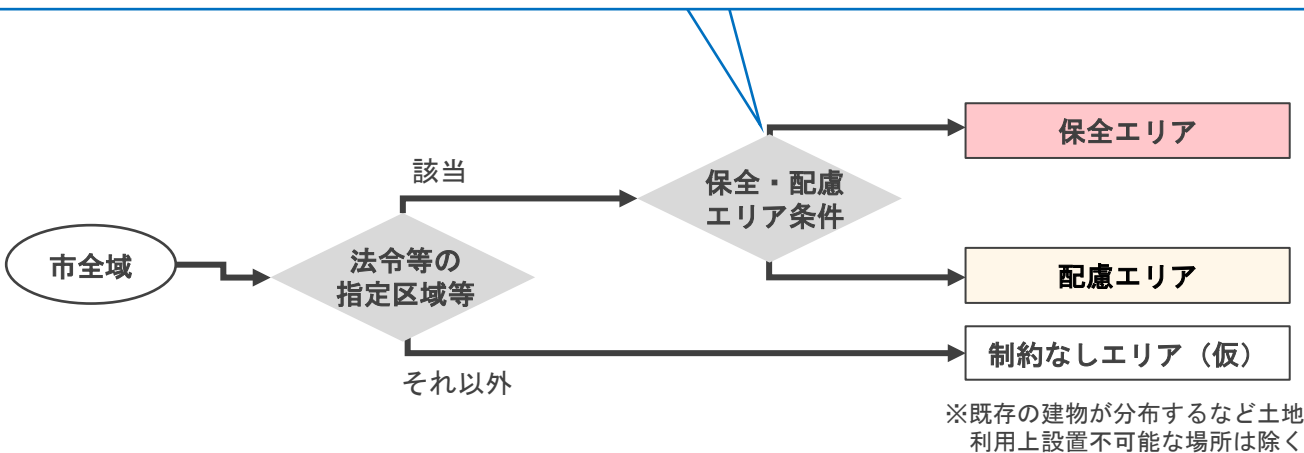 市全域
法令等の
指定区域等
該当
それ以外
保全・配慮
エリア条件
保全エリア
配慮エリア
制約なしエリア（仮）
※既存の建物が分布するなど土地
利用上設置不可能な場所は除く